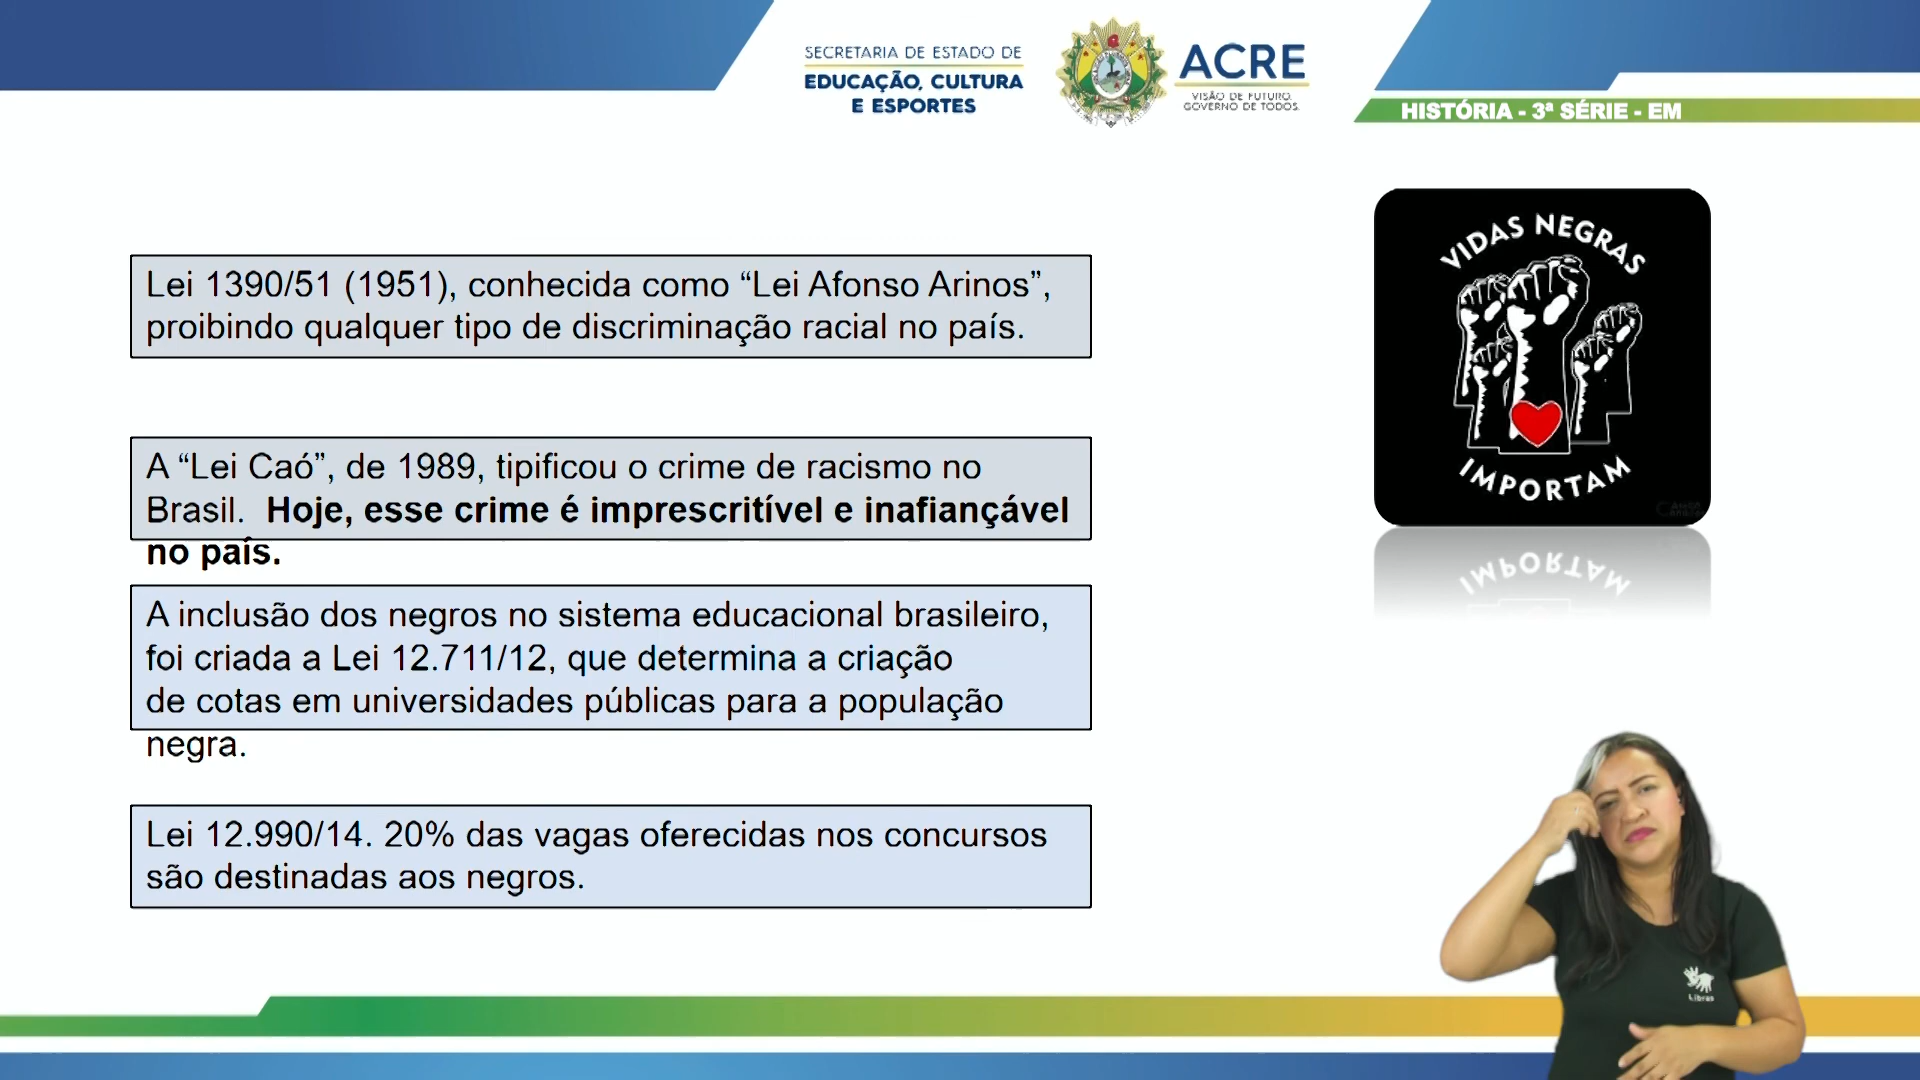 SECRETARIA DE ESTADO DE
EDUCAÇÃO, CULTURA
E ESPORTES
ACRE
VISÃO DE FUTURO.
GOVERNO DE TODOS.
HISTÓRIA - 3ª SÉRIE - EM
VIDAS NEGRAS
IMPORTAM
Lei 1390/51 (1951), conhecida como “Lei Afonso Arinos”,
proibindo qualquer tipo de discriminação racial no país.
A “Lei Caó”, de 1989, tipificou o crime de racismo no
Brasil.  Hoje, esse crime é imprescritível e inafiançável
no país.
A inclusão dos negros no sistema educacional brasileiro,
foi criada a Lei 12.711/12, que determina a criação
de cotas em universidades públicas para a população
negra.
Lei 12.990/14. 20% das vagas oferecidas nos concursos
são destinadas aos negros.
Libras